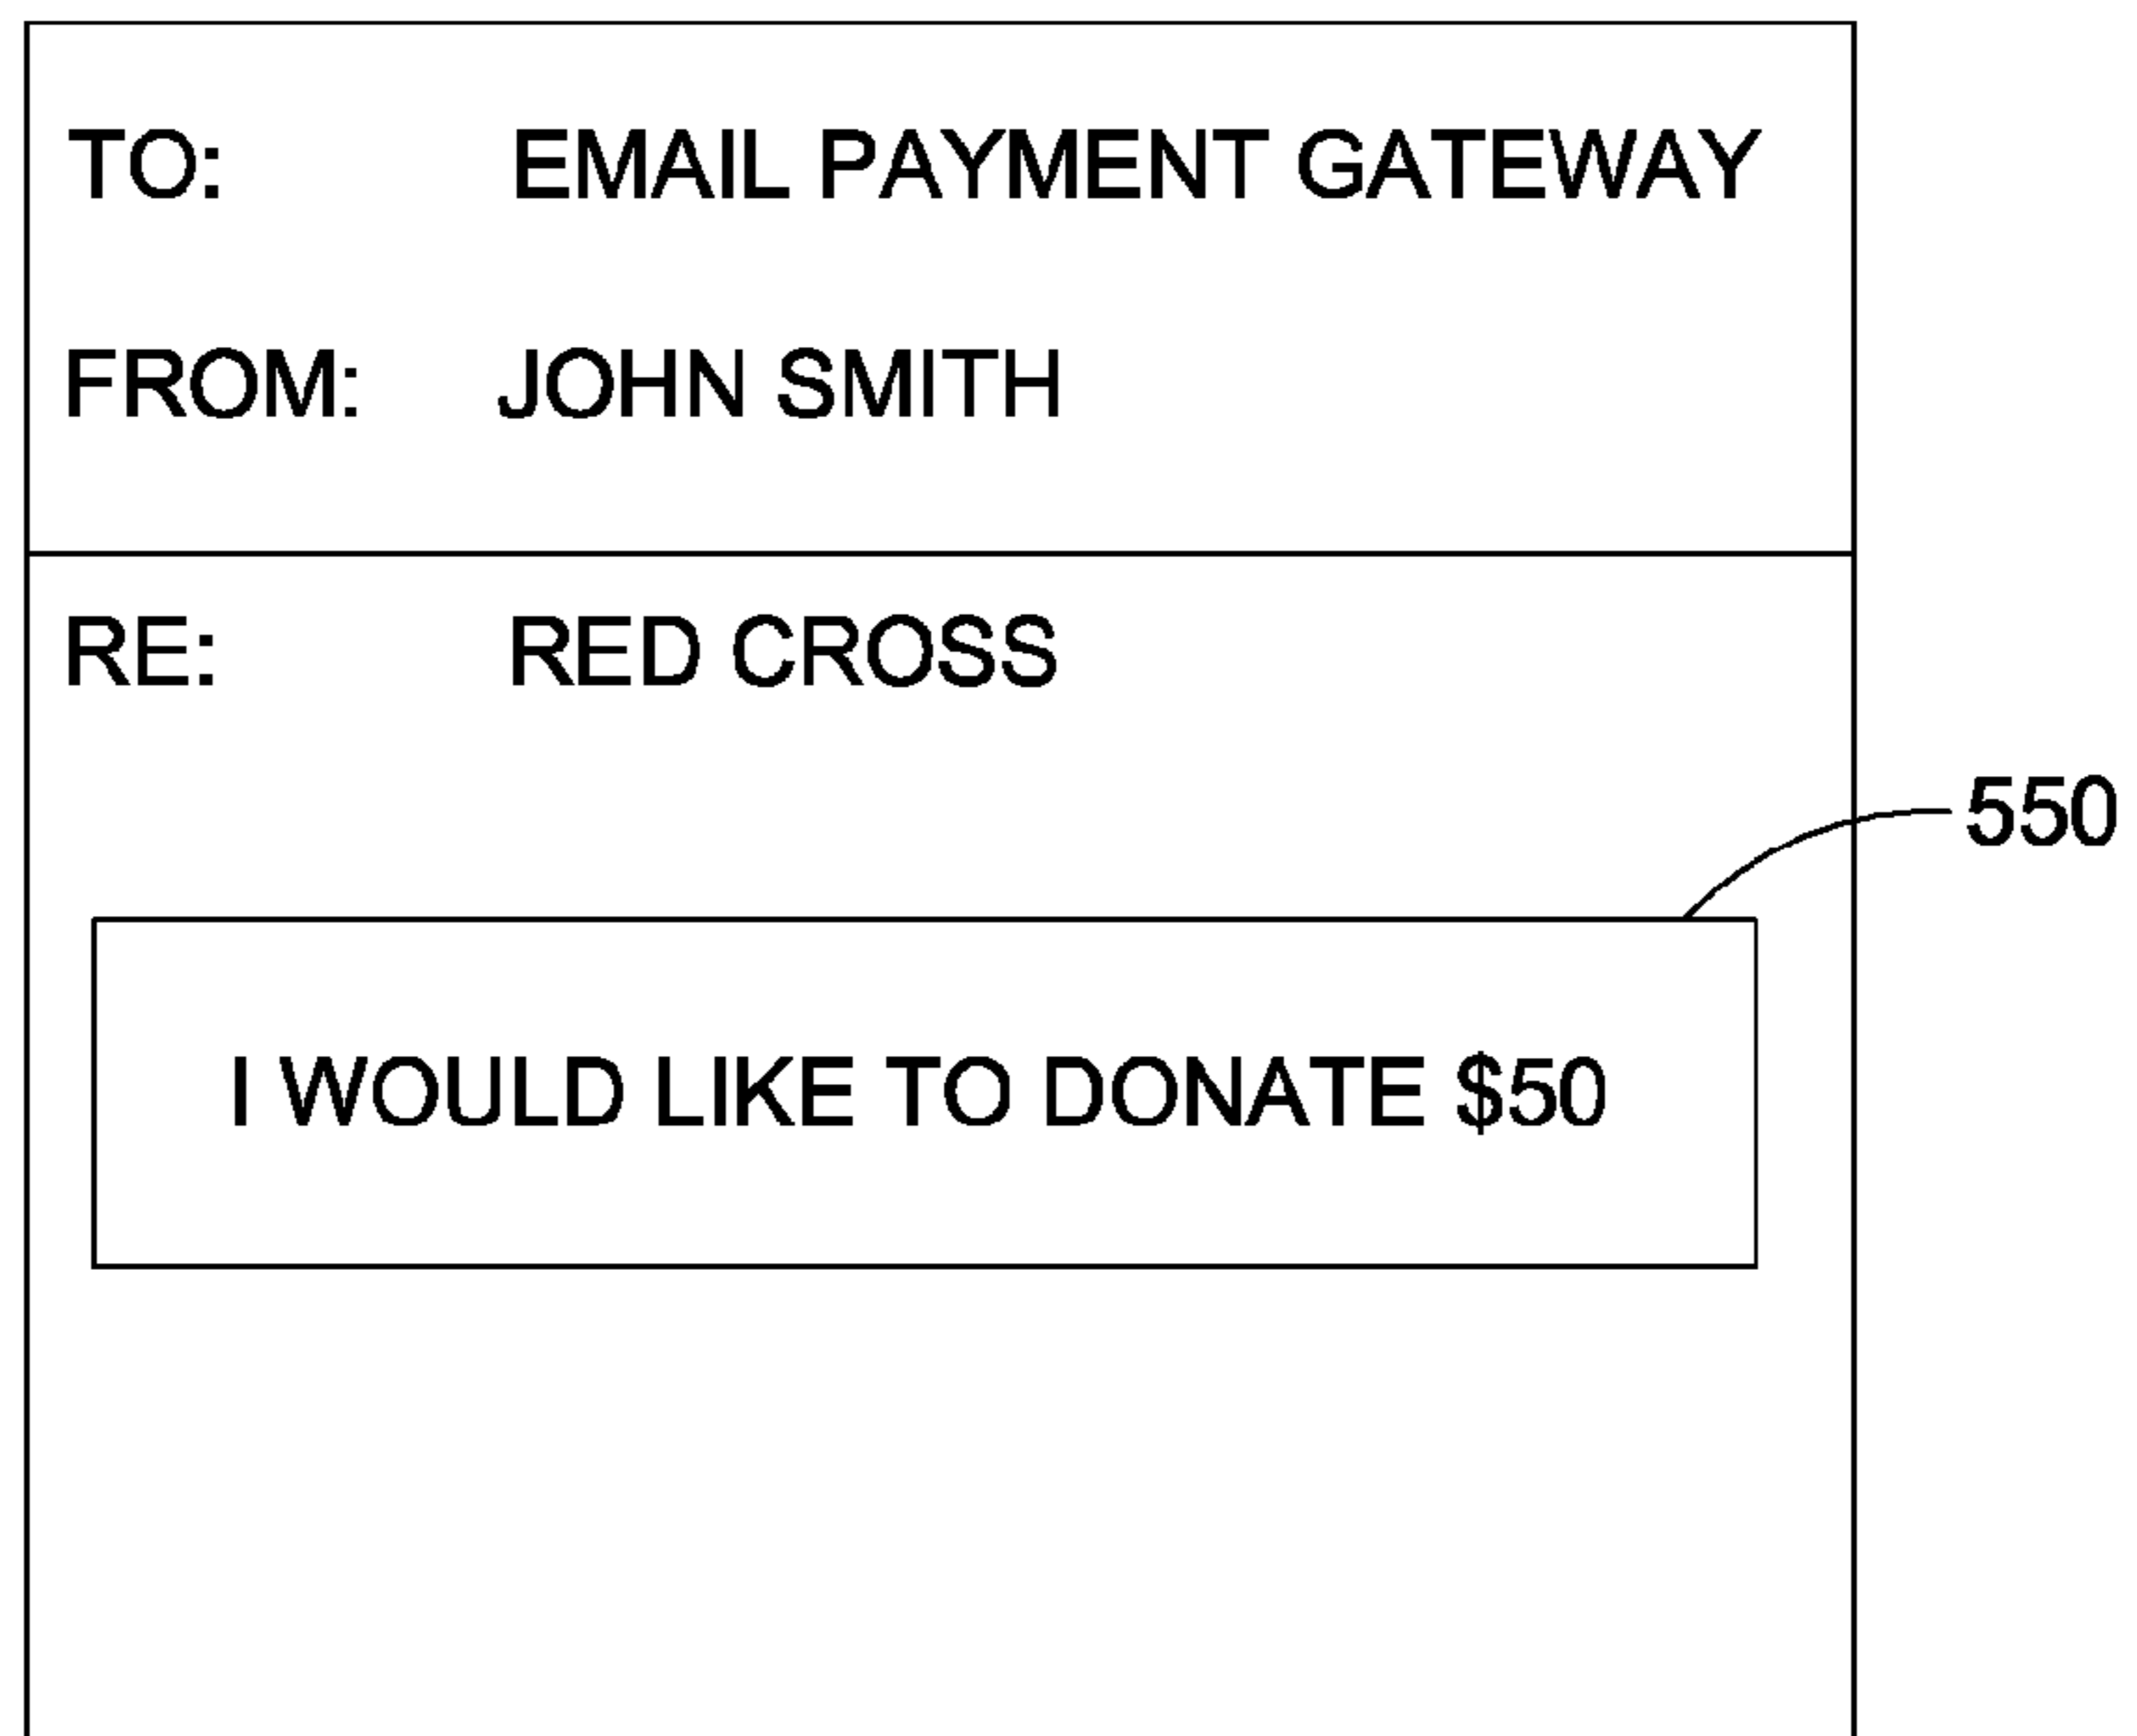 TO: EMAIL PAYMENT GATEWAY
FROM: JOHN SMITH
RE: RED CROSS
550
I WOULD LIKE TO DONATE $50